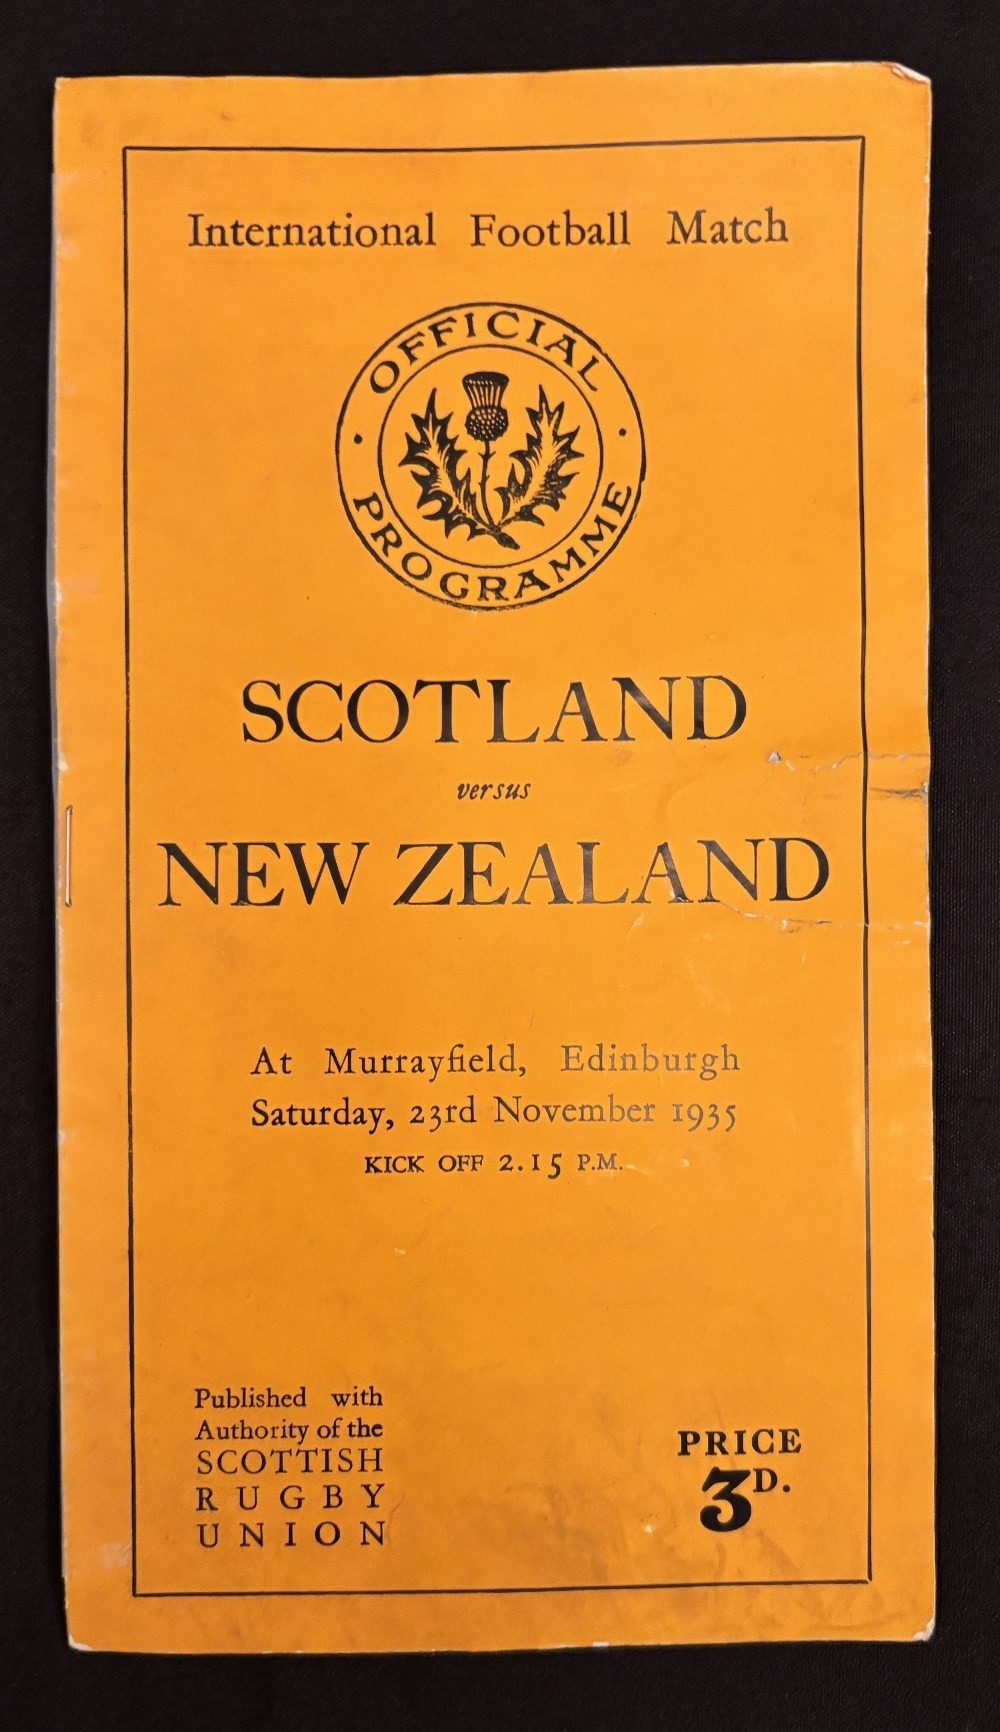 International Football Match
OFFICIAL
PROGRAMME
SCOTLAND
versus
NEW ZEALAND
At Murrayfield, Edinburgh
Saturday, 23rd November 1935
KICK OFF 2.15 P.M.
Published with
Authority of the
SCOTTISH
RUGBY
UNION
PRICE
3D.